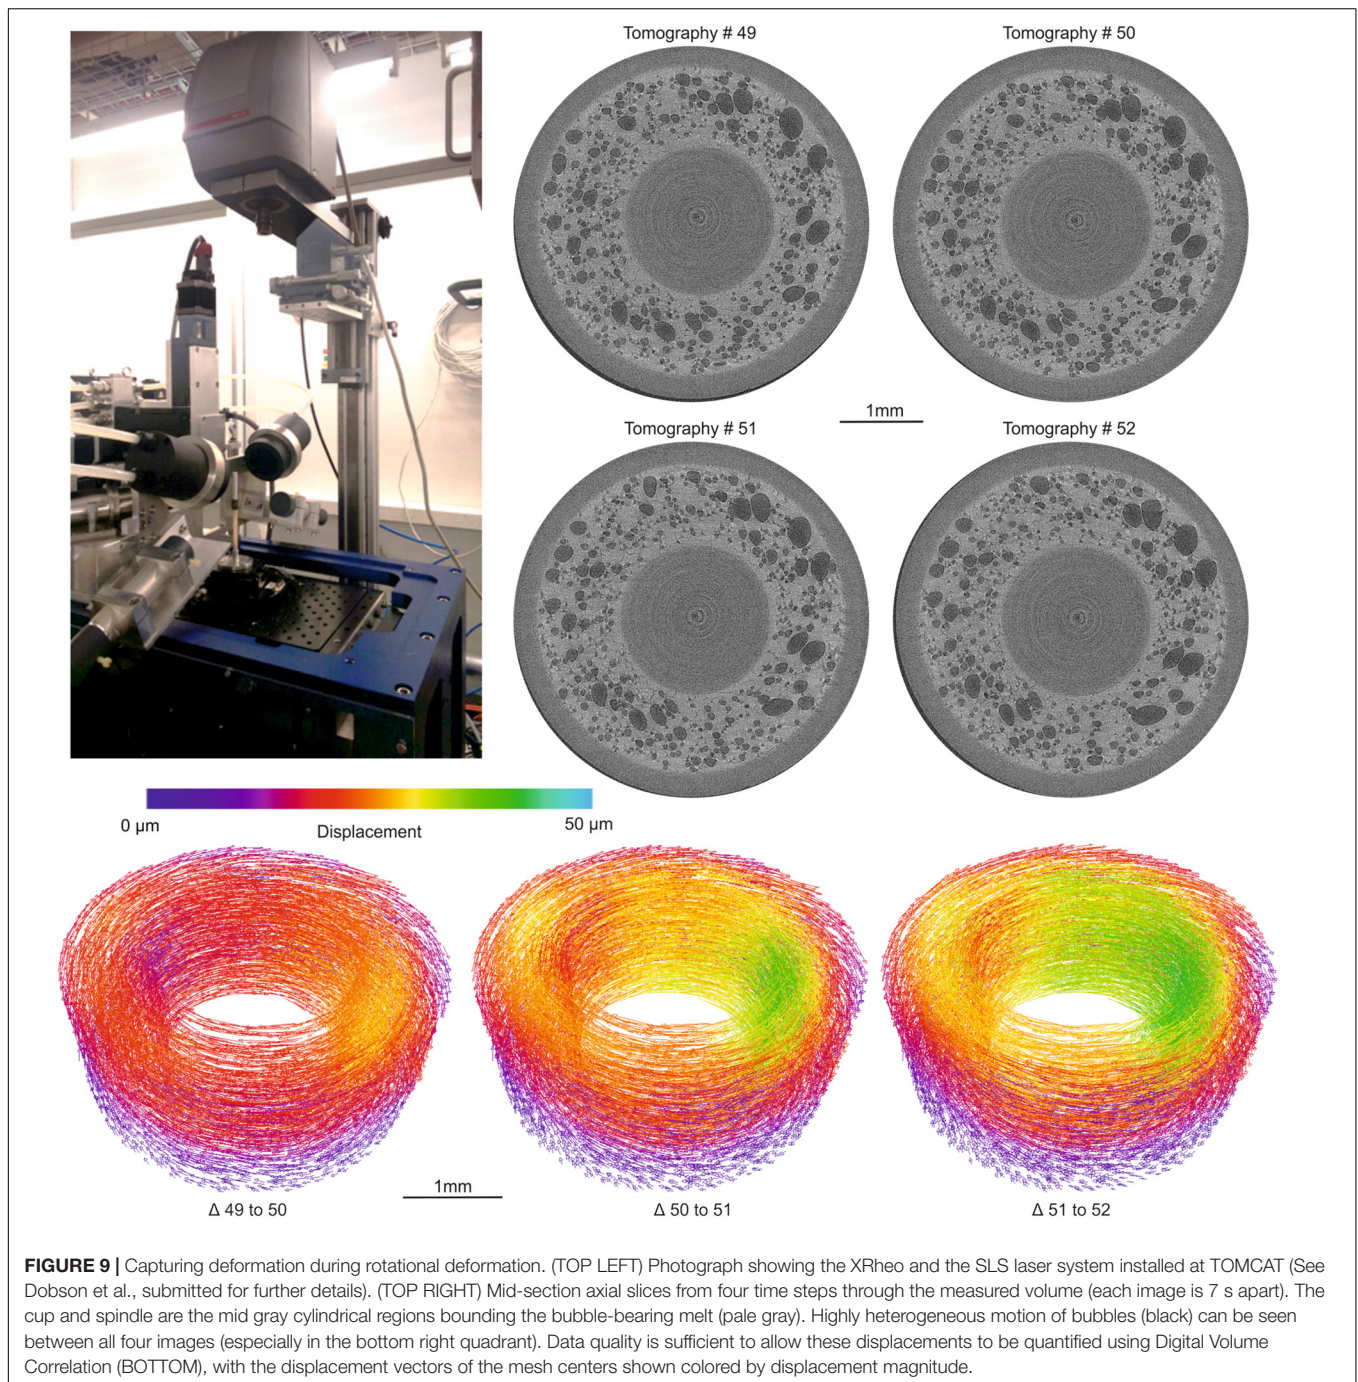 Tomography # 49
Tomography # 50
1mm
Tomography # 51
Tomography # 52
0 µm
Displacement
50 µm
1mm
Δ 49 to 50
Δ 50 to 51
Δ 51 to 52
FIGURE 9 | Capturing deformation during rotational deformation. (TOP LEFT) Photograph showing the XRheo and the SLS laser system installed at TOMCAT (See
Dobson et al., submitted for further details). (TOP RIGHT) Mid-section axial slices from four time steps through the measured volume (each image is 7 s apart). The
cup and spindle are the mid gray cylindrical regions bounding the bubble-bearing melt (pale gray). Highly heterogeneous motion of bubbles (black) can be seen
between all four images (especially in the bottom right quadrant). Data quality is sufficient to allow these displacements to be quantified using Digital Volume
Correlation (BOTTOM), with the displacement vectors of the mesh centers shown colored by displacement magnitude.